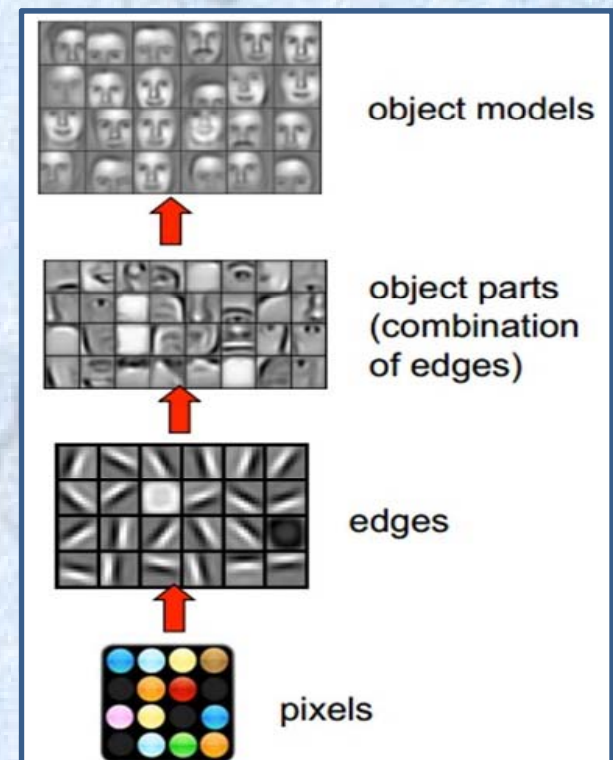 object models
object parts
(combination
of edges)
edges
pixels